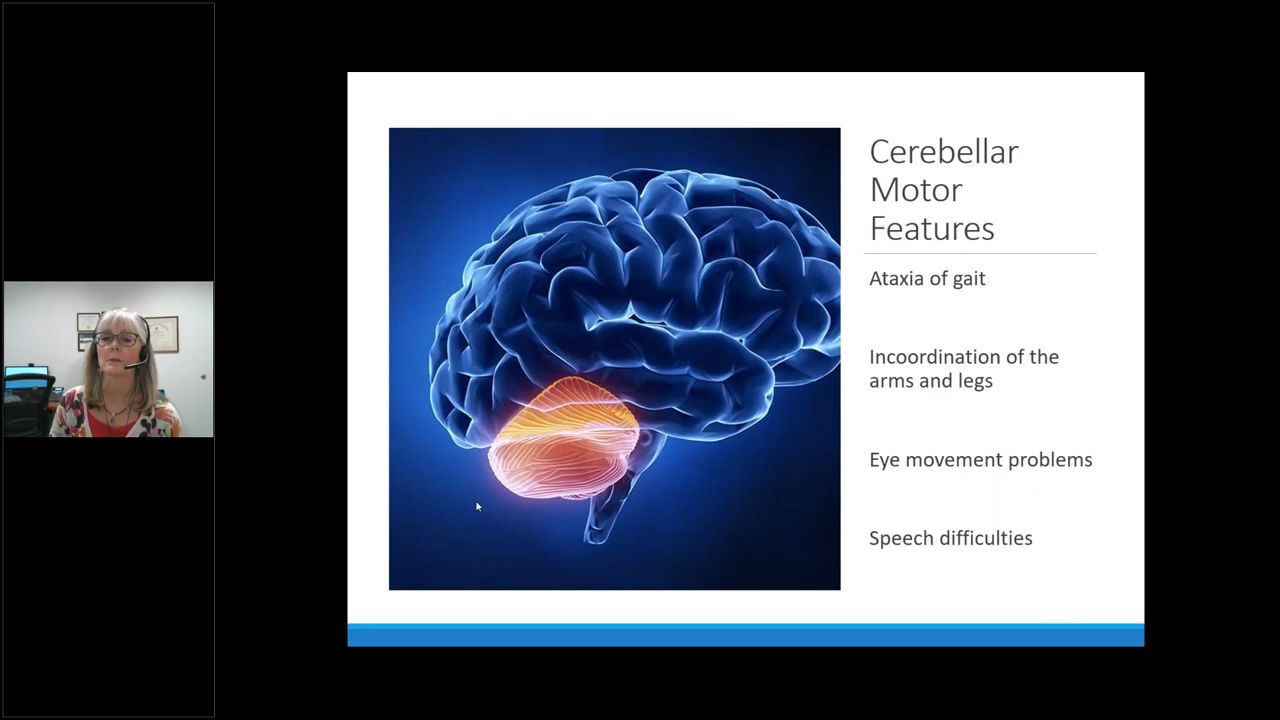 Cerebellar
Motor
Features
Ataxia of gait
Incoordination of the
arms and legs
Eye movement problems
Speech difficulties